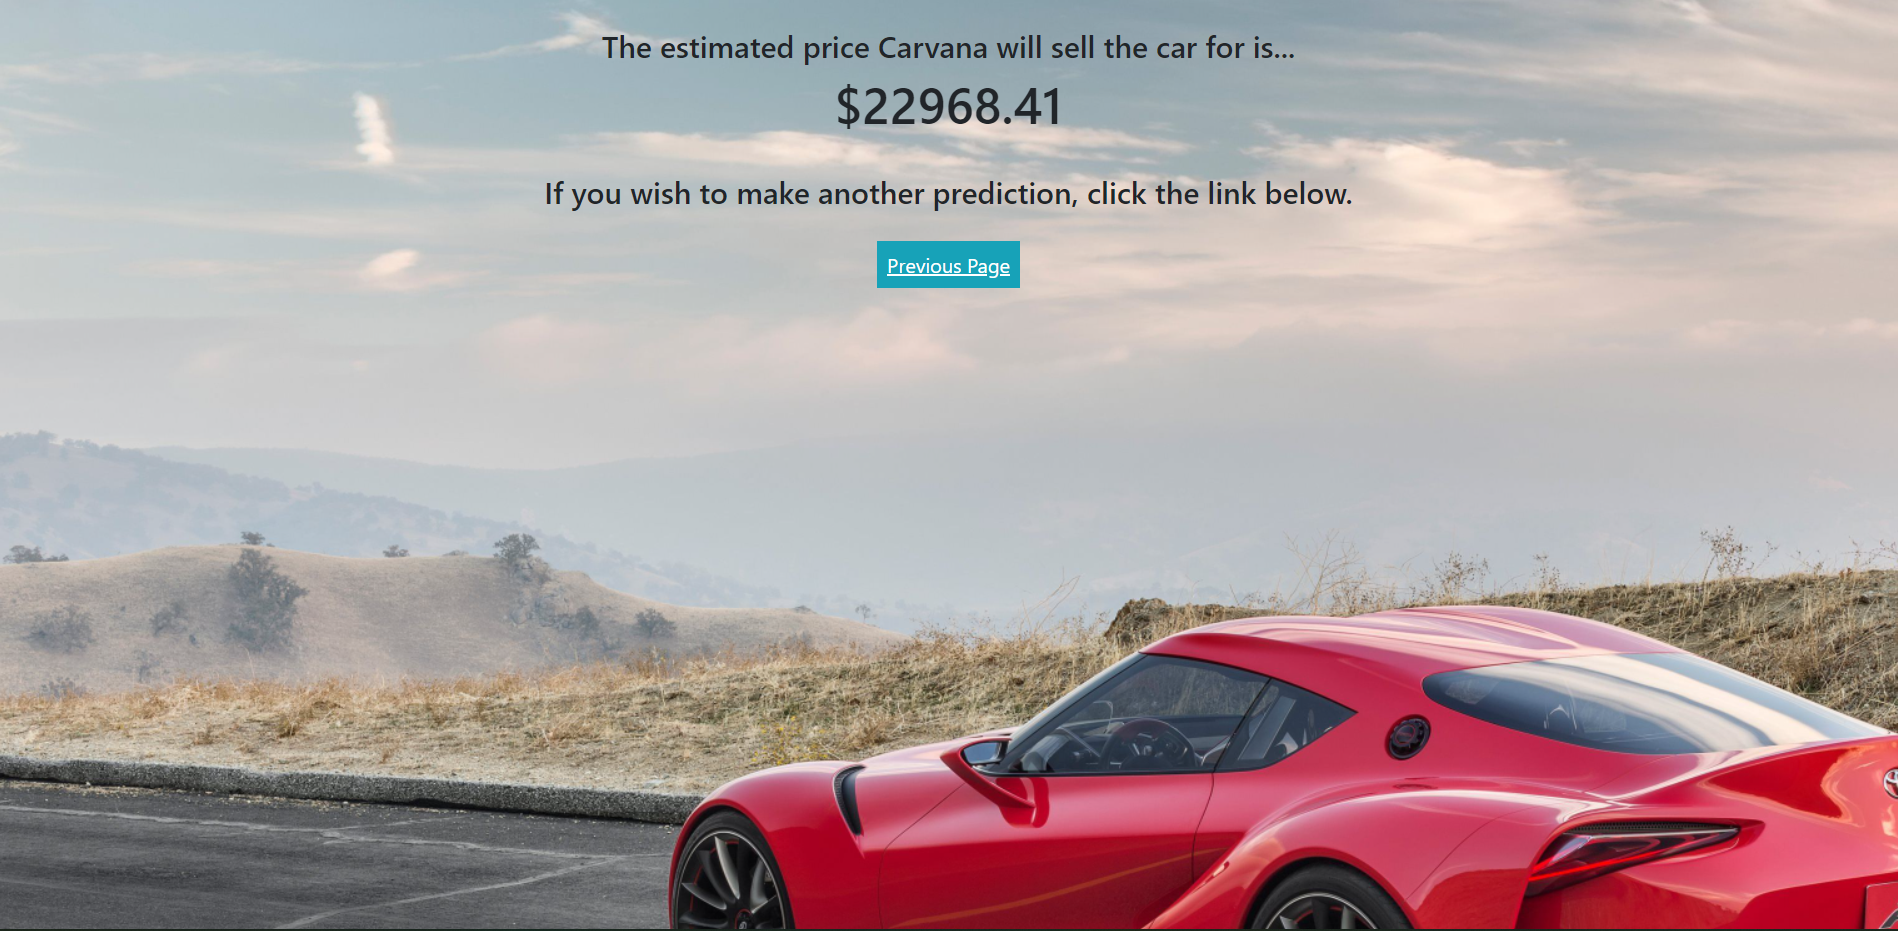 The estimated price Carvana will sell the car for is...
$22968.41
If you wish to make another prediction, click the link below.
Previous Page